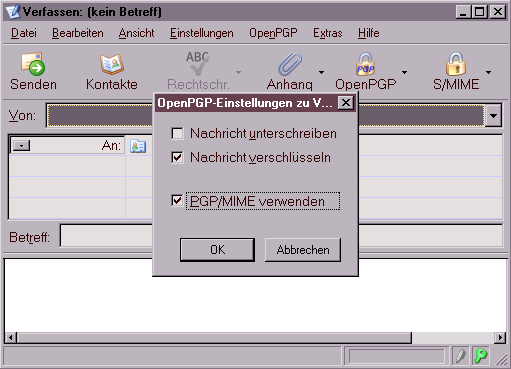 Verfassen: (kein Betreff)
Datei Bearbeiten Ansicht Einstellungen OpenPGP Extras Hilfe
ABC PGP
Senden Kontakte Rechtschr. Anhang OpenPGP S/MIME
OpenPGP-Einstellungen zu V...
Von:
Nachricht unterschreiben
An:
Nachricht verschlüsseln
PGP/MIME verwenden
Betreff:
OK Abbrechen